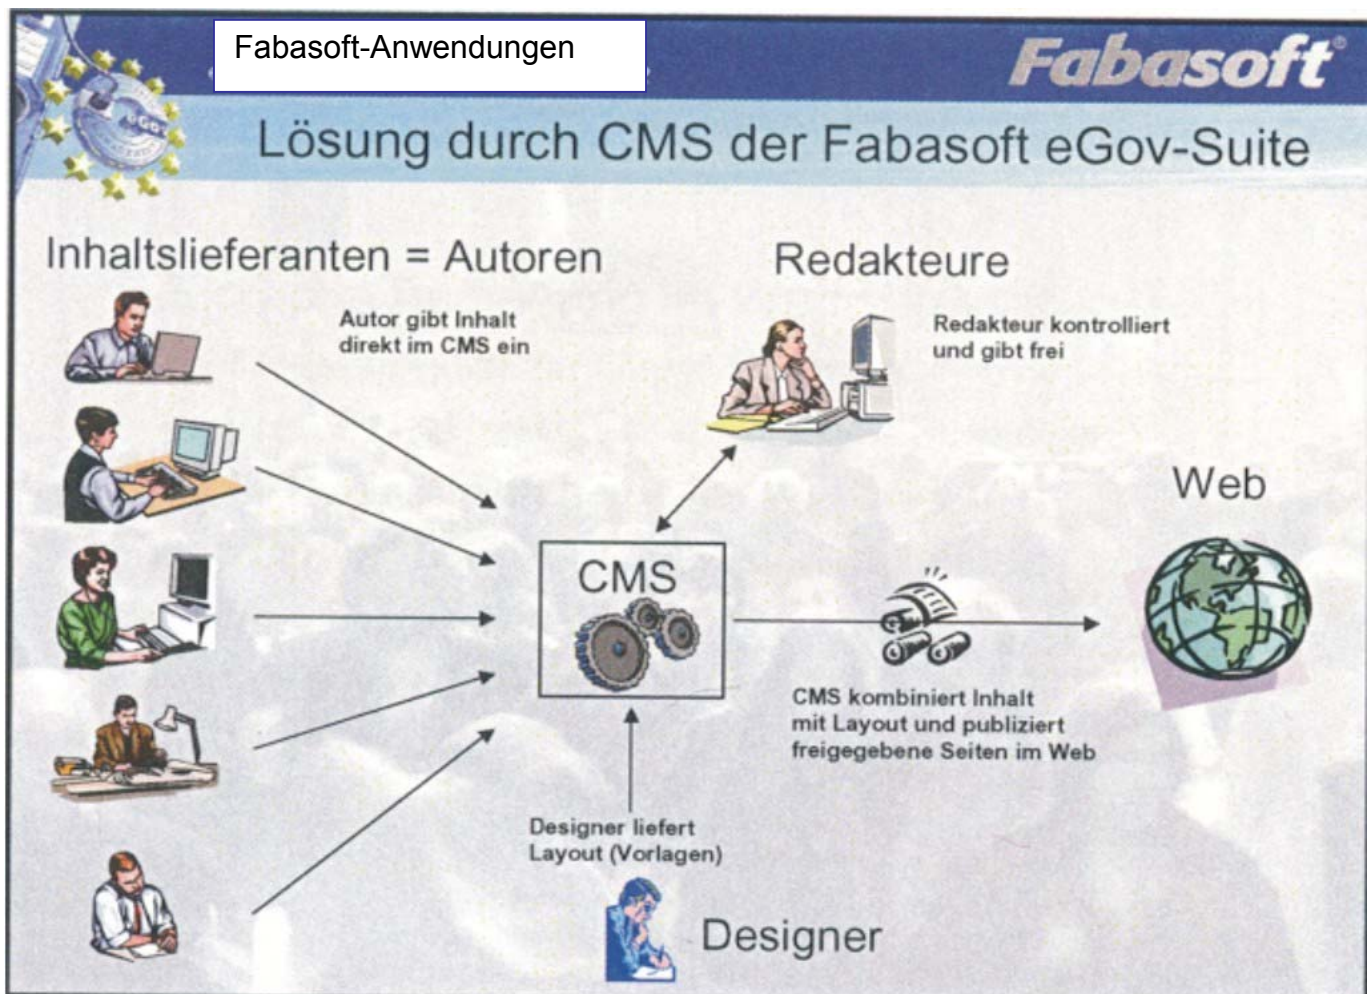 Fabasoft-Anwendungen
Fabasoft®
eGov
Lösung durch CMS der Fabasoft eGov-Suite
Inhaltslieferanten = Autoren
Redakteure
Autor gibt Inhalt
direkt im CMS ein
Redakteur kontrolliert
und gibt frei
Web
CMS
CMS kombiniert Inhalt
mit Layout und publiziert
freigegebene Seiten im Web
Designer liefert
Layout (Vorlagen)
Designer